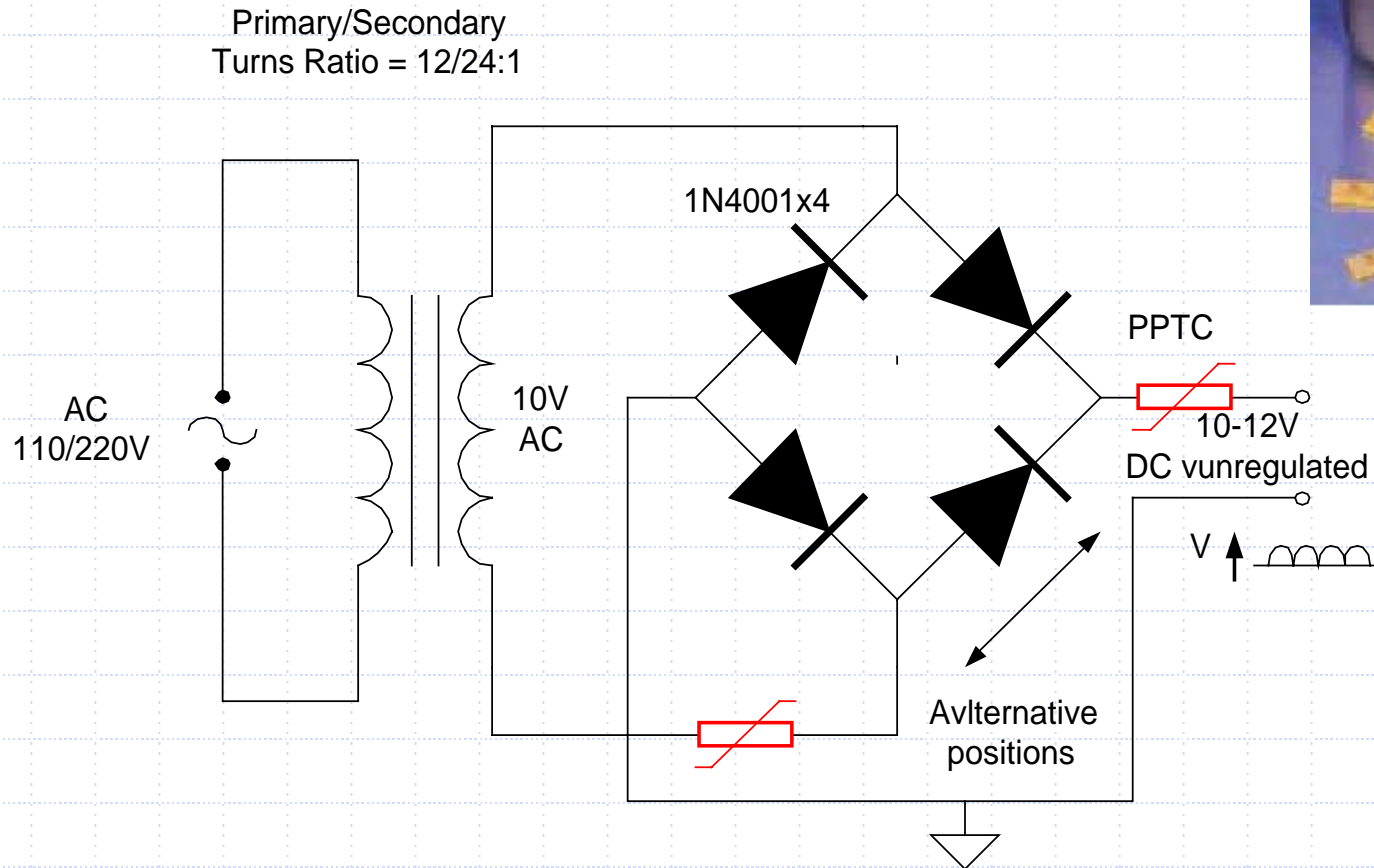 Primary/Secondary
Turns Ratio = 12/24:1
1N4001x4
PPTC
AC
110/220V
10V
AC
10-12V
DC vunregulated
V
Avlternative
positions